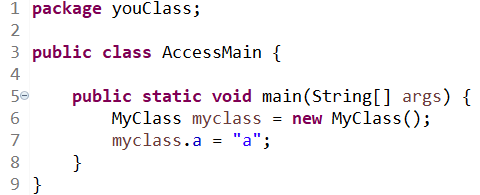 1 package youClass;
2
3 public class AccessMain {
4
5 public static void main(String[] args) {
6 MyClass myclass = new MyClass();
7 myclass.a = "a";
8 }
9 }